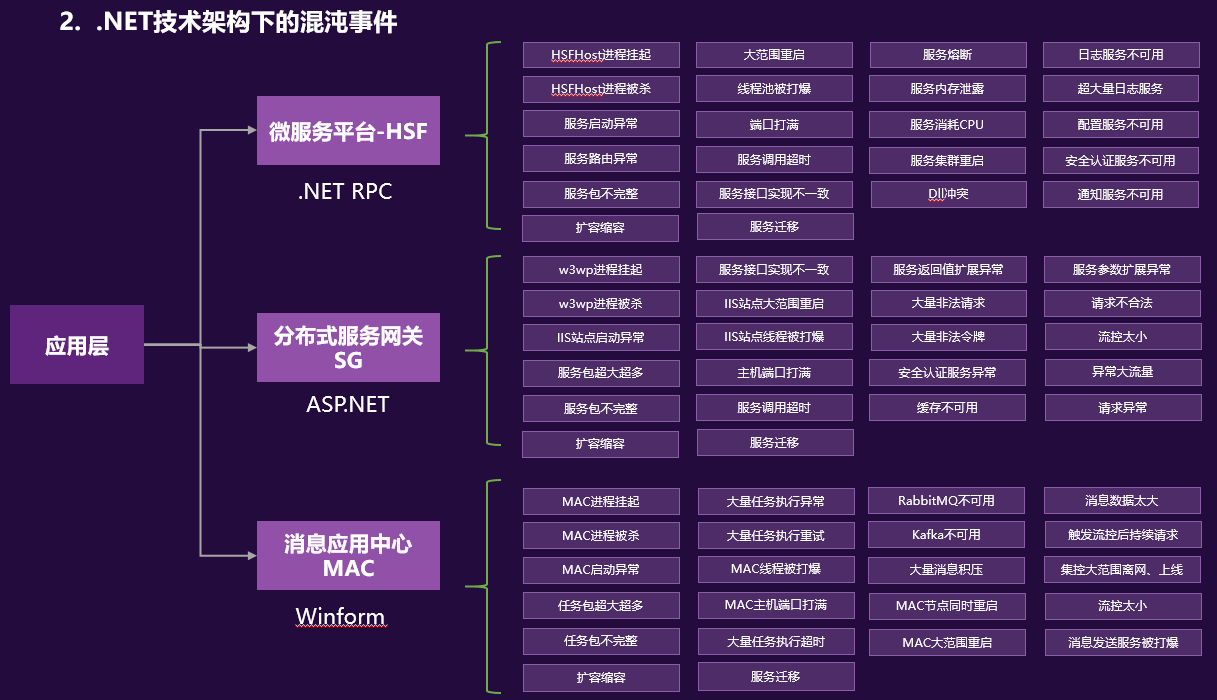 2. .NET技术架构下的混沌事件
应用层
微服务平台-HSF
.NET RPC
HSFHost进程挂起
大范围重启
服务熔断
日志服务不可用
HSFHost进程被杀
线程池被打爆
服务内存泄露
超大量日志服务
服务启动异常
端口打满
服务消耗CPU
配置服务不可用
服务路由异常
服务调用超时
服务集群重启
安全认证服务不可用
服务包不完整
服务接口实现不一致
Dll冲突
通知服务不可用
扩容缩容
服务迁移
分布式服务网关
SG
ASP.NET
w3wp进程挂起
服务接口实现不一致
服务返回值扩展异常
服务参数扩展异常
w3wp进程被杀
IIS站点大范围重启
大量非法请求
请求不合法
IIS站点启动异常
IIS站点线程被打爆
大量非法令牌
流控太小
服务包超大超多
主机端口打满
安全认证服务异常
异常大流量
服务包不完整
服务调用超时
缓存不可用
请求异常
扩容缩容
服务迁移
消息应用中心
MAC
Winform
MAC进程挂起
大量任务执行异常
RabbitMQ不可用
消息数据太大
MAC进程被杀
大量任务执行重试
Kafka不可用
触发流控后持续请求
MAC启动异常
MAC线程被打爆
大量消息积压
集控大范围离网、上线
任务包超大超多
MAC主机端口打满
MAC节点同时重启
流控太小
任务包不完整
大量任务执行超时
MAC大范围重启
消息发送服务被打爆
扩容缩容
服务迁移